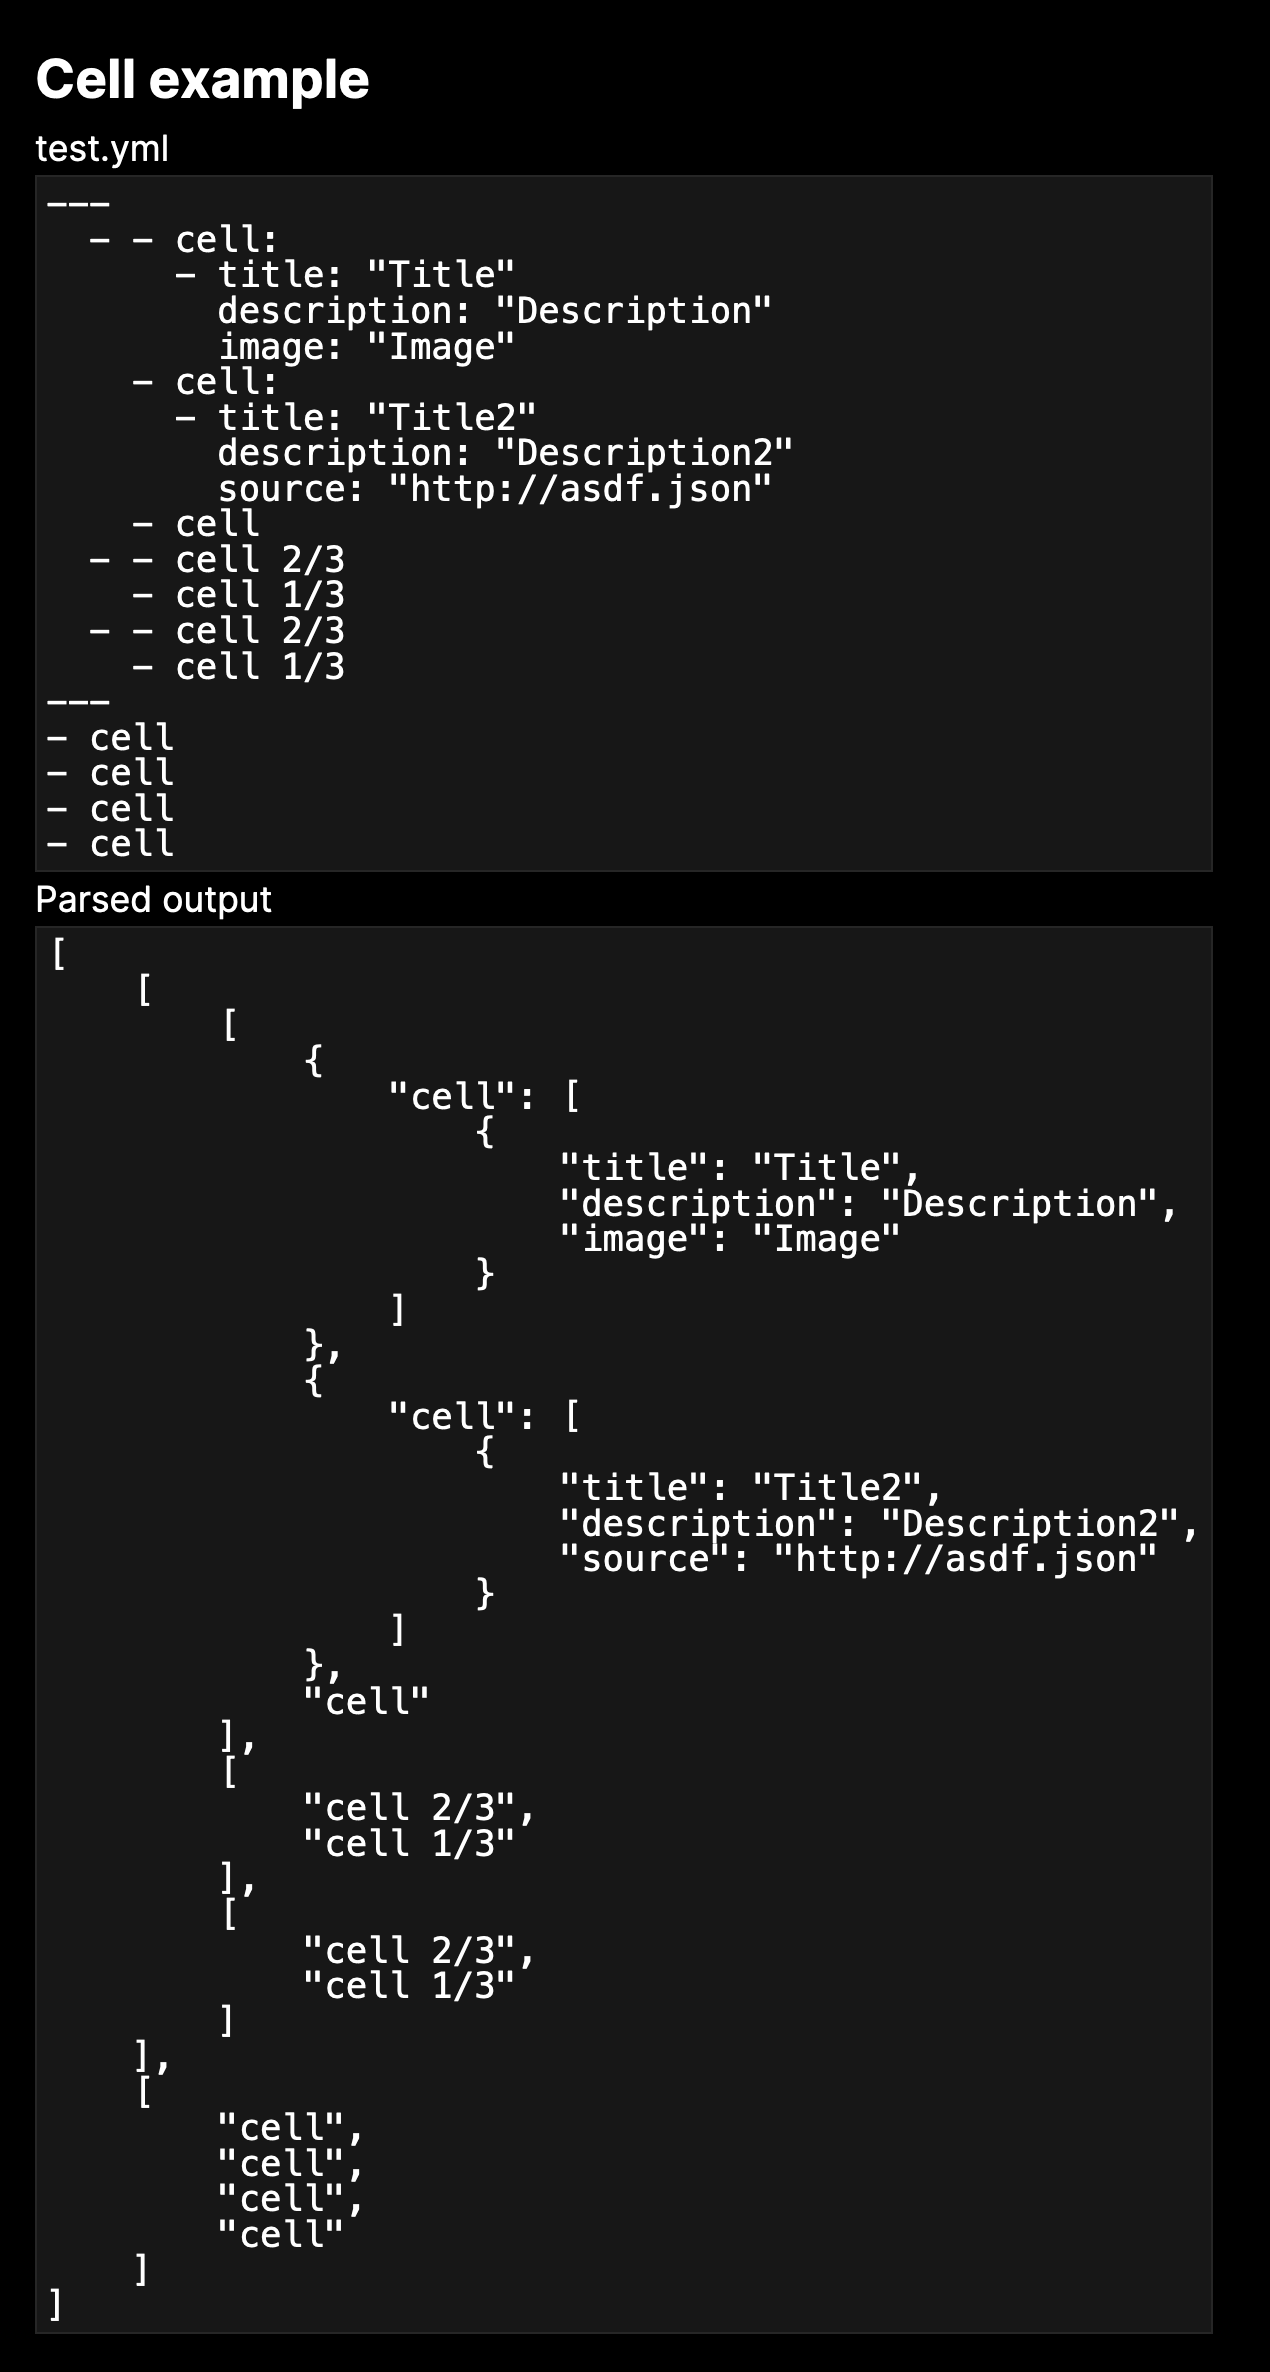 Cell example
test.yml
---
  - - cell:
      - title: "Title"
        description: "Description"
        image: "Image"
    - cell:
      - title: "Title2"
        description: "Description2"
        source: "http://asdf.json"
    - cell
  - - cell 2/3
    - cell 1/3
  - - cell 2/3
    - cell 1/3
---
- cell
- cell
- cell
- cell
Parsed output
[
    [
        [
            {
                "cell": [
                    {
                        "title": "Title",
                        "description": "Description",
                        "image": "Image"
                    }
                ]
            },
            {
                "cell": [
                    {
                        "title": "Title2",
                        "description": "Description2",
                        "source": "http://asdf.json"
                    }
                ]
            },
            "cell"
        ],
        [
            "cell 2/3",
            "cell 1/3"
        ],
        [
            "cell 2/3",
            "cell 1/3"
        ]
    ],
    [
        "cell",
        "cell",
        "cell",
        "cell"
    ]
]